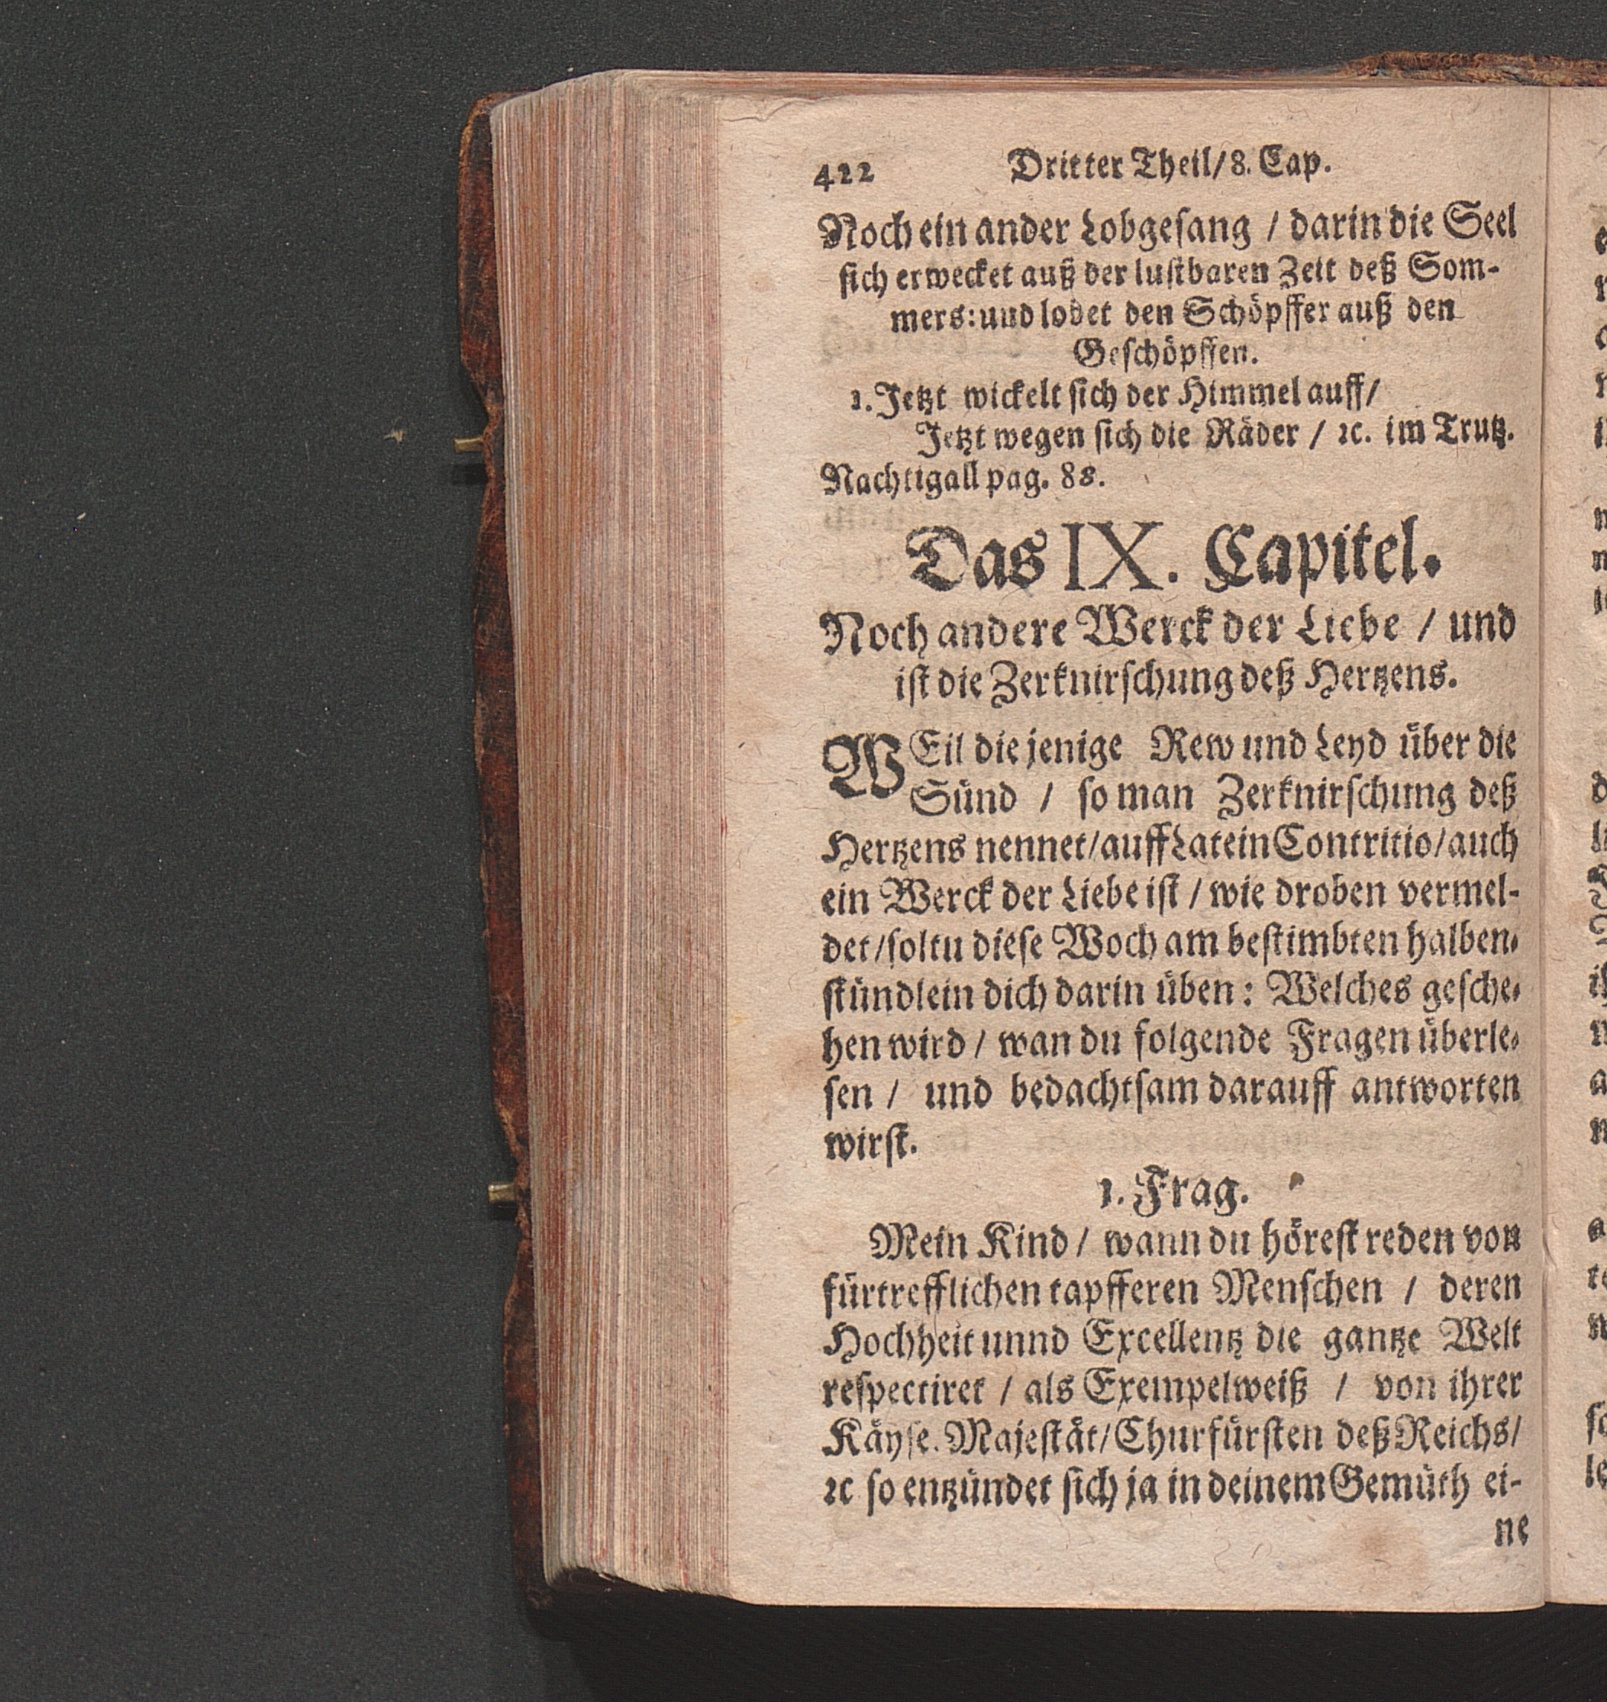 422 Dritter Theil/8. Cap.
Noch ein ander Lobgesang / darin die Seel
sich erwecket auß der lustbaren Zeit deß Som-
mers: und lobet den Schöpffer auß den
Geschöpffen.
1. Jetzt wickelt sich der Himmel auff/
Jetzt wegen sich die Räder / ꝛc. im Trutz.
Nachtigall pag. 88.
Das IX. Capitel.
Noch andere Werck der Liebe / und
ist die Zerknirschung deß Hertzens.
WEil die jenige Rew und Leyd über die
Sünd / so man Zerknirschung deß
Hertzens nennet/auff Latein Contritio/auch
ein Werck der Liebe ist / wie droben vermel-
det/soltu diese Woch am bestimbten halben-
stündlein dich darin üben: Welches gesche-
hen wird / wan du folgende Fragen überle-
sen / und bedachtsam darauff antworten
wirst.
1. Frag.
Mein Kind / wann du hörest reden von
fürtrefflichen tapfferen Menschen / deren
Hochheit unnd Excellentz die gantze Welt
respectiret / als Exempelweiß / von ihrer
Käyse. Majestät/Churfürsten deß Reichs/
ꝛc so entzündet sich ja in deinem Gemüth ei-
ne